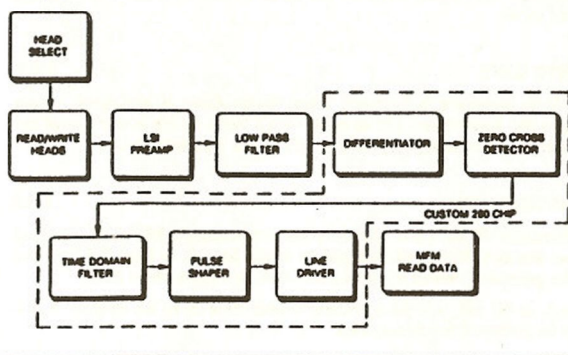 HEAD
SELECT
READ/WRITE
HEADS
LSI
PREAMP
LOW PASS
FILTER
DIFFERENTIATOR
ZERO CROSS
DETECTOR
CUSTOM 260 CHIP
TIME DOMAIN
FILTER
PULSE
SHAPER
LINE
DRIVER
MFM
READ DATA